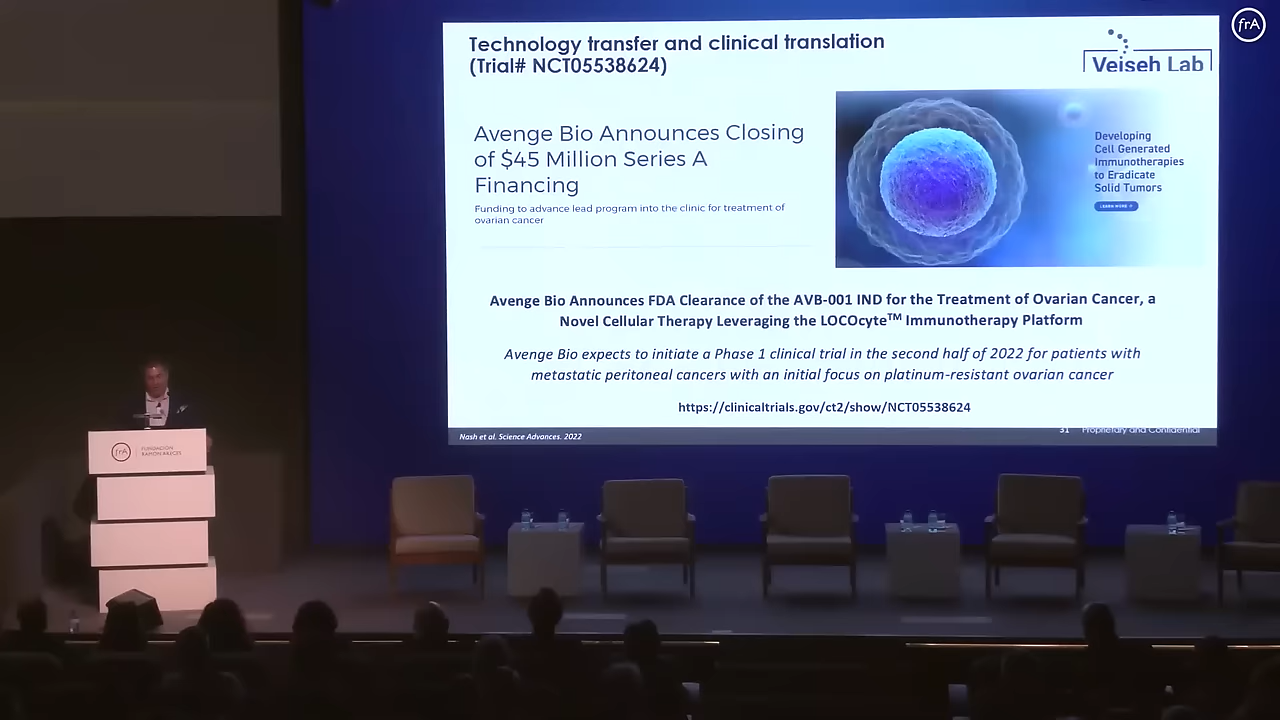 frA
Technology transfer and clinical translation
(Trial# NCT05538624)
Veiseh Lab
Avenge Bio Announces Closing
of $45 Million Series A
Financing
Funding to advance lead program into the clinic for treatment of
ovarian cancer
Developing
Cell Generated
Immunotherapies
to Eradicate
Solid Tumors
LEARN MORE
Avenge Bio Announces FDA Clearance of the AVB-001 IND for the Treatment of Ovarian Cancer, a
Novel Cellular Therapy Leveraging the LOCOcyte™ Immunotherapy Platform
Avenge Bio expects to initiate a Phase 1 clinical trial in the second half of 2022 for patients with
metastatic peritoneal cancers with an initial focus on platinum-resistant ovarian cancer
https://clinicaltrials.gov/ct2/show/NCT05538624
Nash et al. Science Advances. 2022
31 Proprietary and Confidential
frA
FUNDACIÓN
RAMÓN ARECES